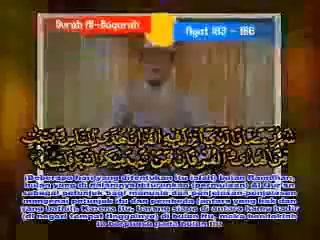 Surah Al-Baqarah
Ayat 183 - 186
شَهْرُ رَمَضَانَ الَّذِي أُنْزِلَ فِيهِ الْقُرْآنُ هُدًى لِلنَّاسِ وَبَيِّنَاتٍ
مِنَ الْهُدَى وَالْفُرْقَانِ فَمَنْ شَهِدَ مِنْكُمُ الشَّهْرَ فَلْيَصُمْهُ
(Beberapa hari yang ditentukan itu ialah) bulan Ramadhan,
bulan yang di dalamnya diturunkan (permulaan) Al Qur'an
sebagai petunjuk bagi manusia dan penjelasan-penjelasan
mengenai petunjuk itu dan pembeda (antara yang hak dan
yang bathil). Karena itu, barang siapa di antara kamu hadir
(di negeri tempat tinggalnya) di bulan itu, maka hendaklah
ia berpuasa pada bulan itu